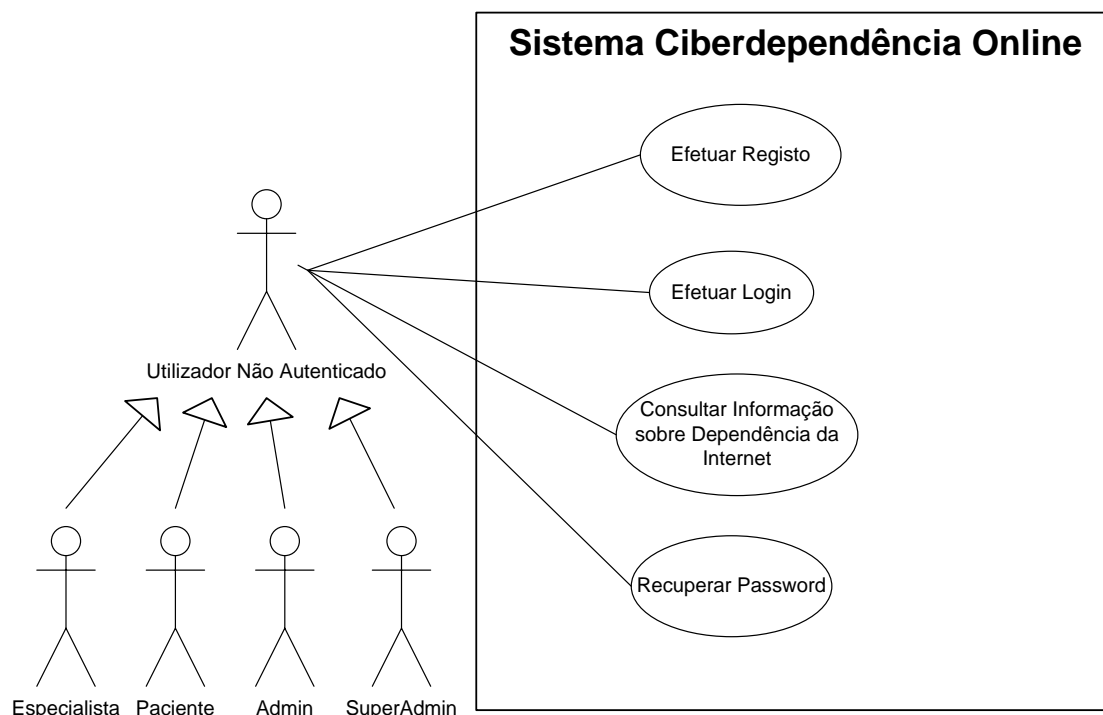 Sistema Ciberdependência Online
Efetuar Registo
Efetuar Login
Utilizador Não Autenticado
Consultar Informação
sobre Dependência da
Internet
Recuperar Password
Especialista
Paciente
Admin
SuperAdmin